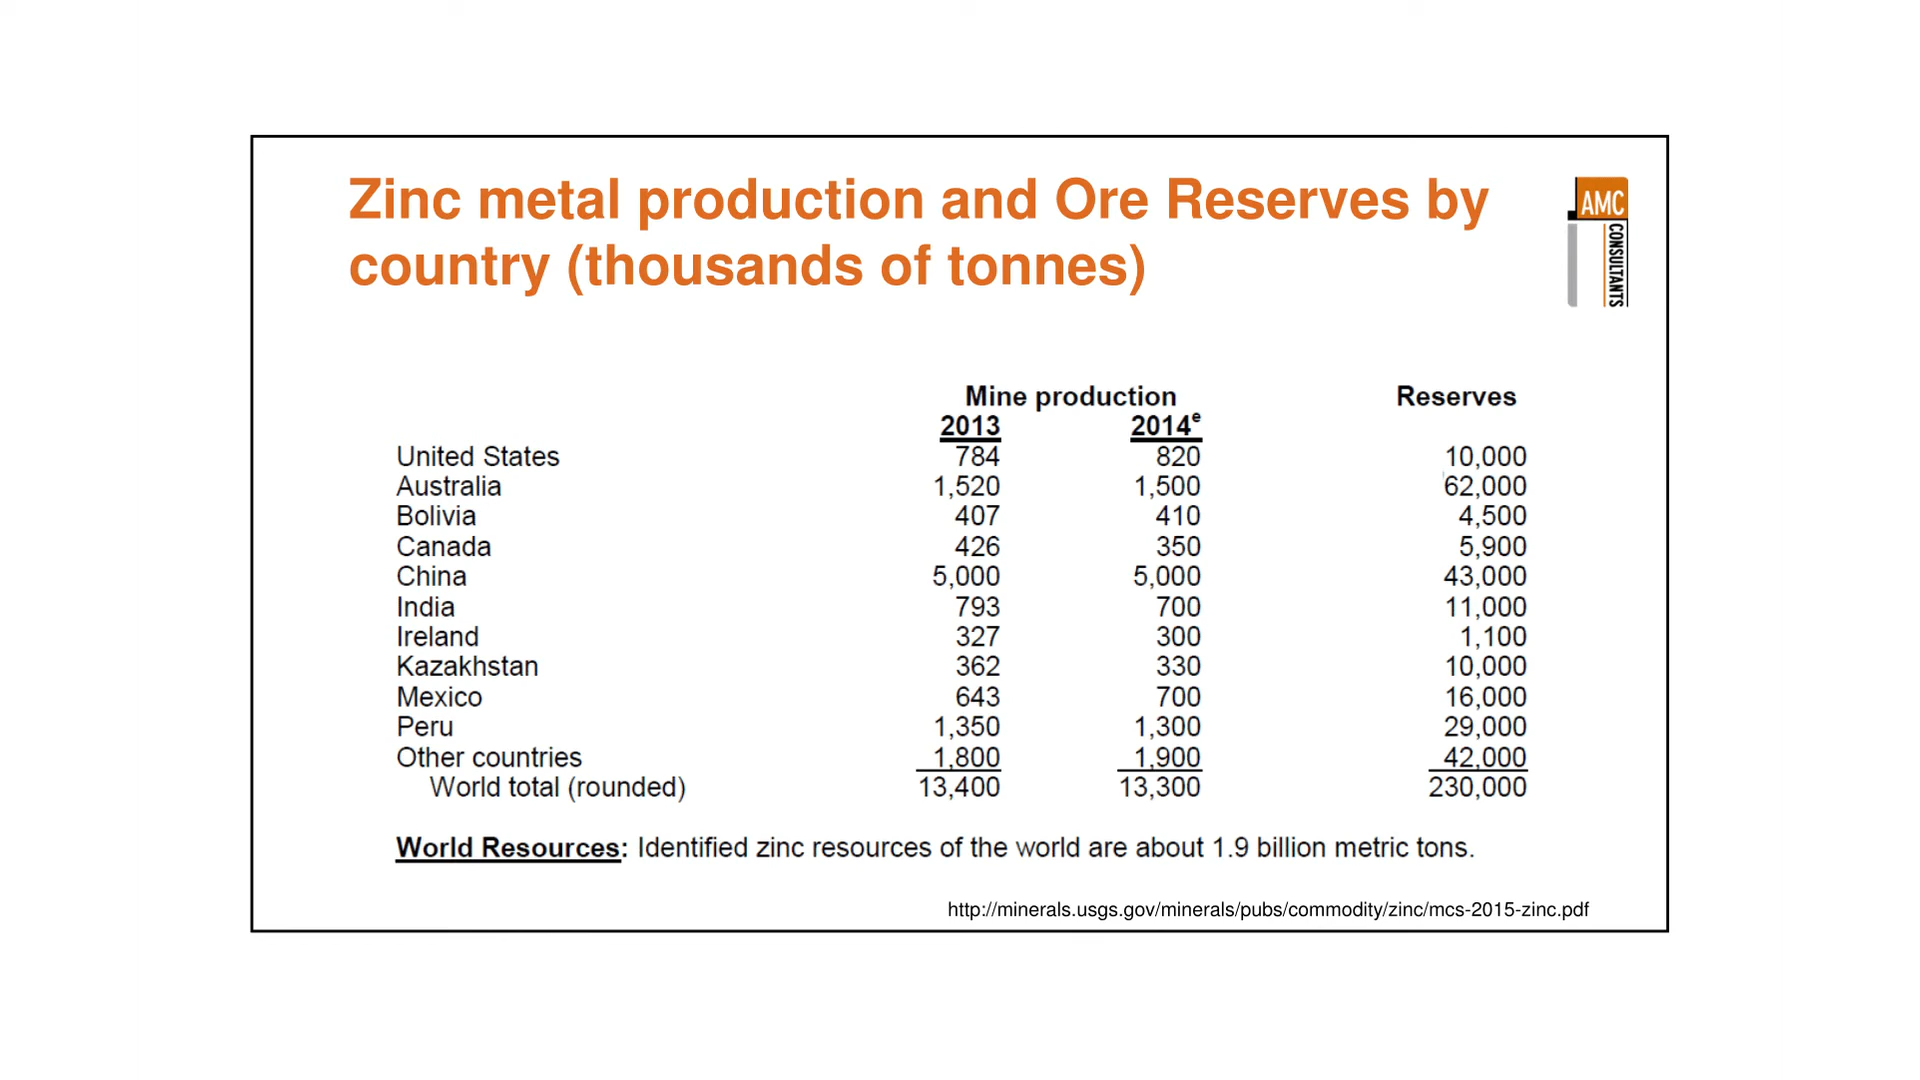 Zinc metal production and Ore Reserves by
country (thousands of tonnes)
AMC
CONSULTANTS
Mine production Reserves
2013 2014e
United States 784 820 10,000
Australia 1,520 1,500 62,000
Bolivia 407 410 4,500
Canada 426 350 5,900
China 5,000 5,000 43,000
India 793 700 11,000
Ireland 327 300 1,100
Kazakhstan 362 330 10,000
Mexico 643 700 16,000
Peru 1,350 1,300 29,000
Other countries 1,800 1,900 42,000
World total (rounded) 13,400 13,300 230,000
World Resources: Identified zinc resources of the world are about 1.9 billion metric tons.
http://minerals.usgs.gov/minerals/pubs/commodity/zinc/mcs-2015-zinc.pdf